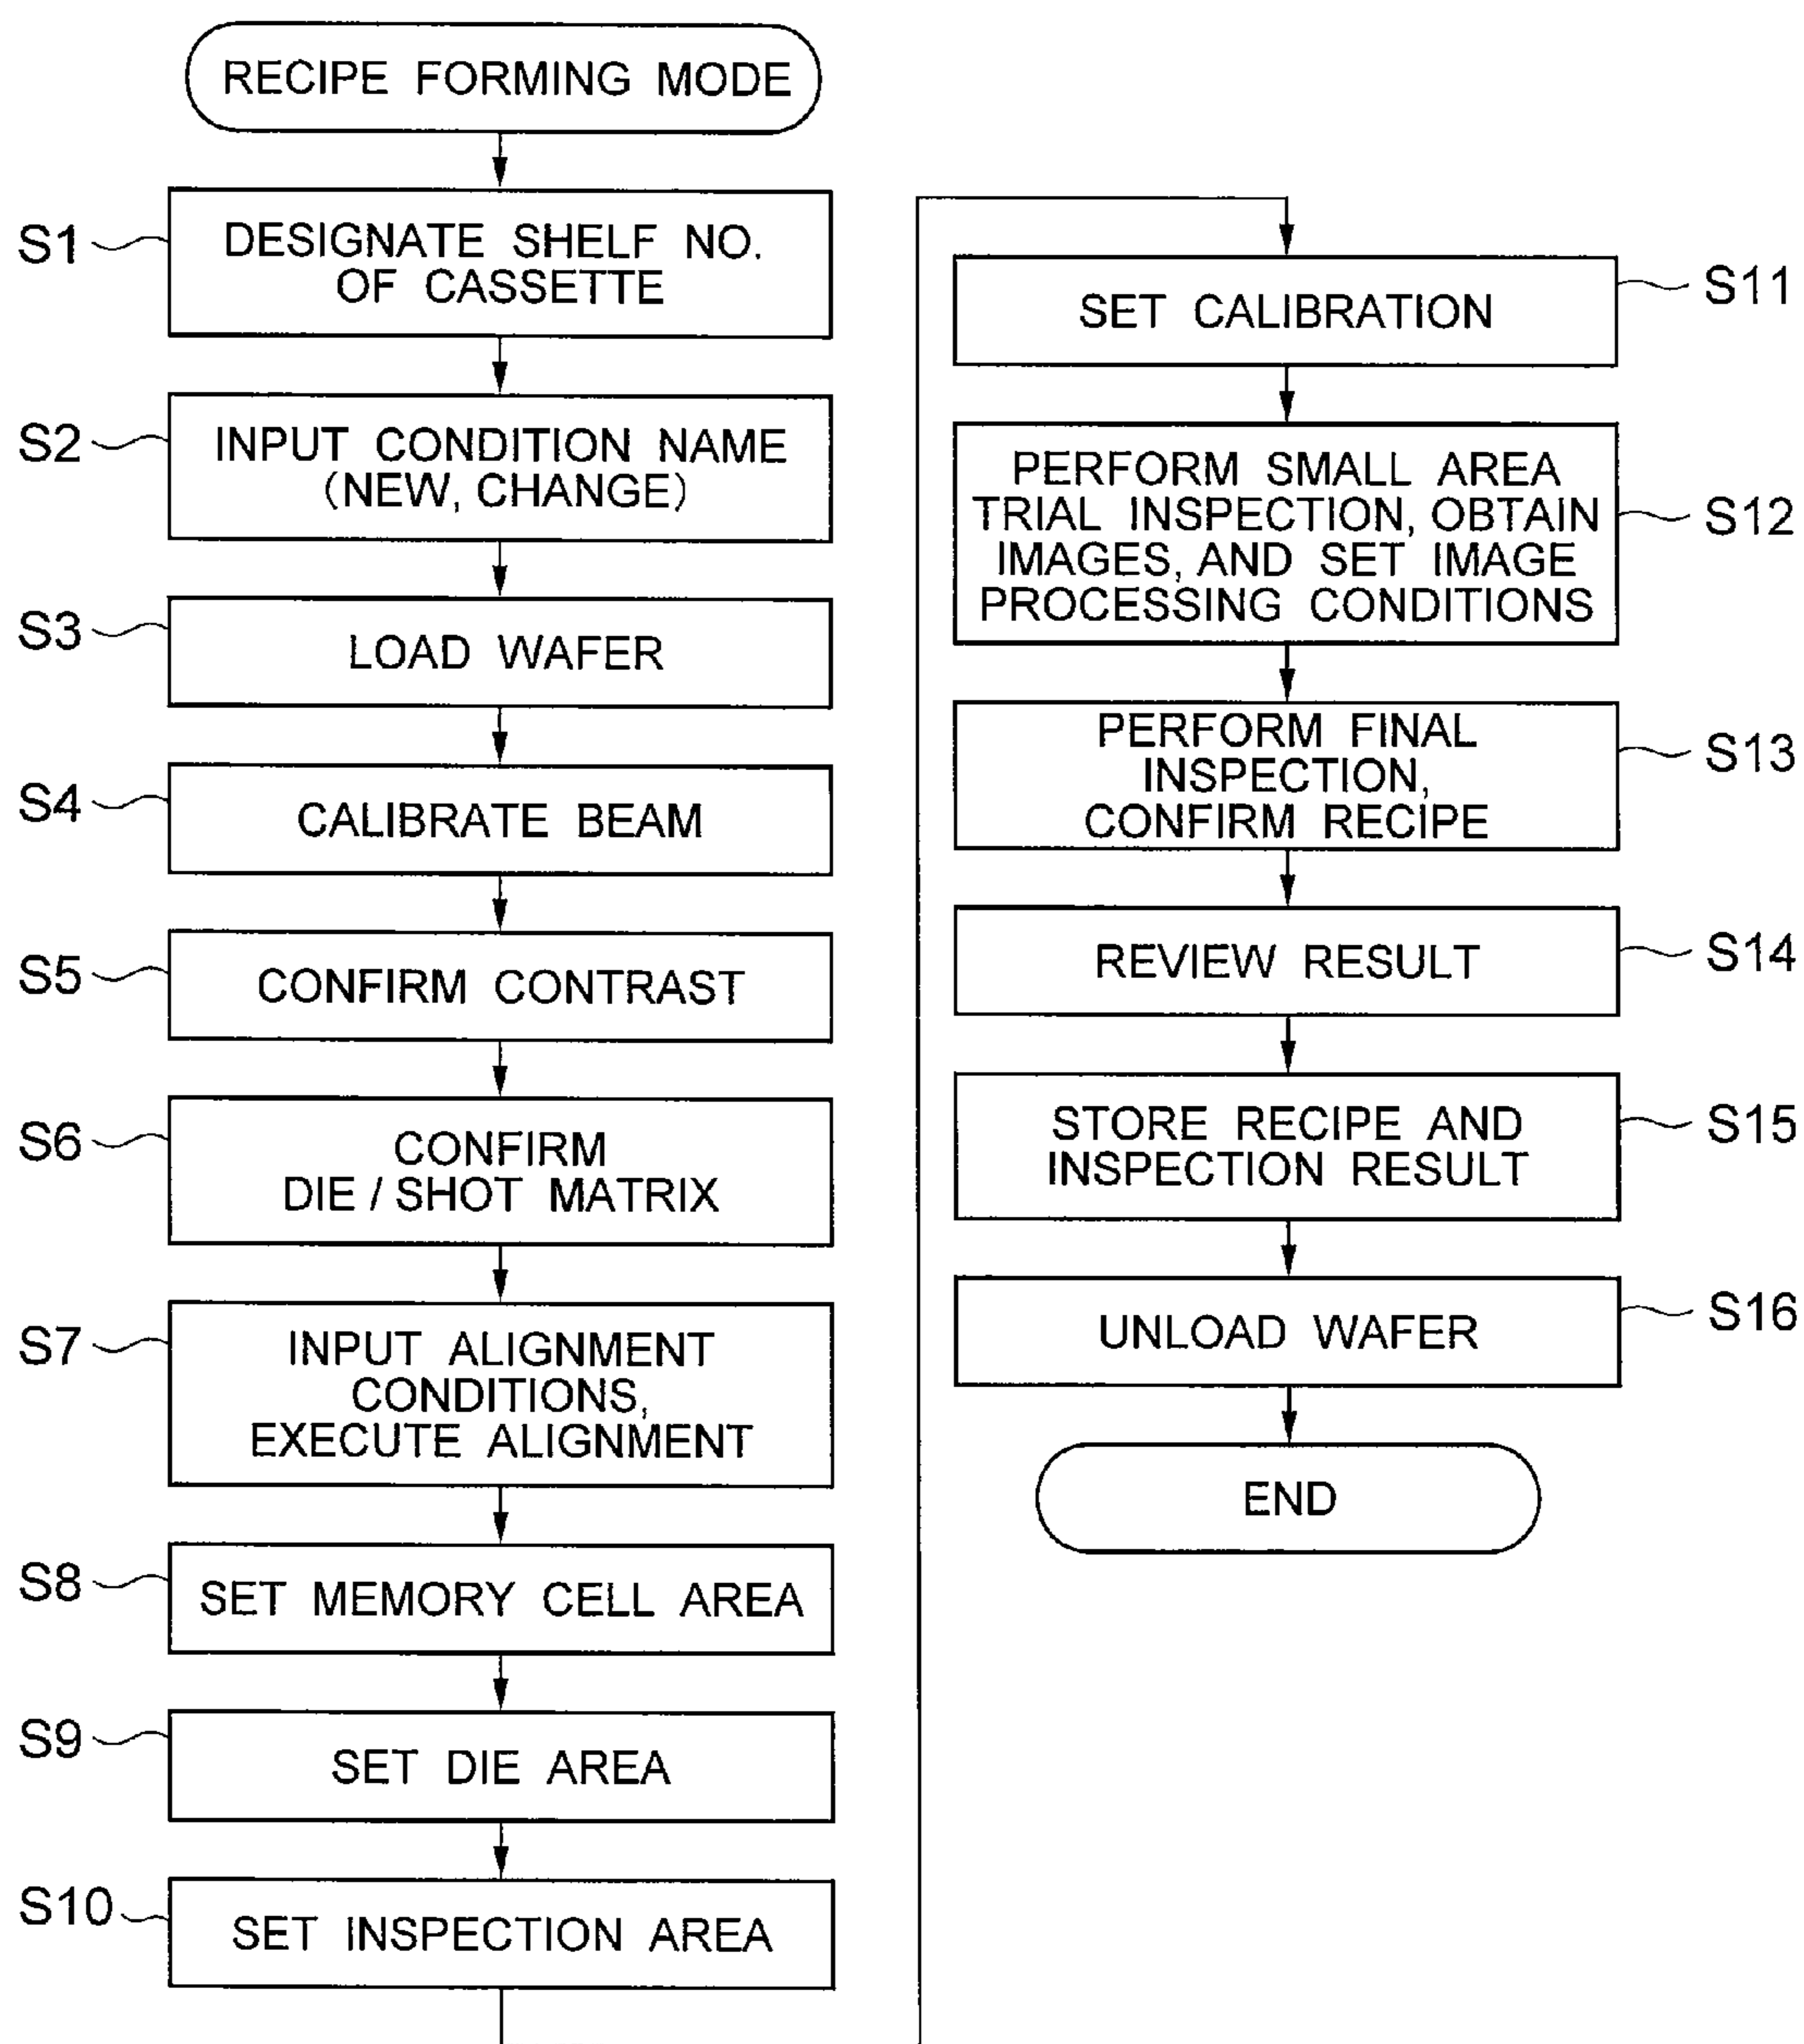 RECIPE FORMING MODE
S1
DESIGNATE SHELF NO.
OF CASSETTE
S2
INPUT CONDITION NAME
(NEW, CHANGE)
S3
LOAD WAFER
S4
CALIBRATE BEAM
S5
CONFIRM CONTRAST
S6
CONFIRM
DIE / SHOT MATRIX
S7
INPUT ALIGNMENT
CONDITIONS,
EXECUTE ALIGNMENT
S8
SET MEMORY CELL AREA
S9
SET DIE AREA
S10
SET INSPECTION AREA
S11
SET CALIBRATION
S12
PERFORM SMALL AREA
TRIAL INSPECTION, OBTAIN
IMAGES, AND SET IMAGE
PROCESSING CONDITIONS
S13
PERFORM FINAL
INSPECTION,
CONFIRM RECIPE
S14
REVIEW RESULT
S15
STORE RECIPE AND
INSPECTION RESULT
S16
UNLOAD WAFER
END